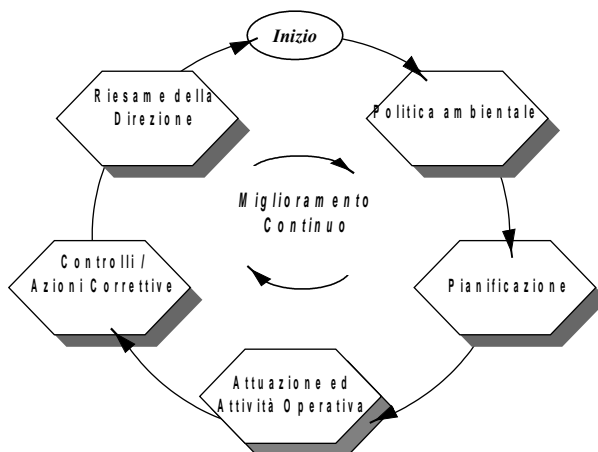 Inizio
Politica ambientale
Pianificazione
Attuazione ed
Attività Operativa
Controlli /
Azioni Correttive
Riesame della
Direzione
Miglioramento
Continuo